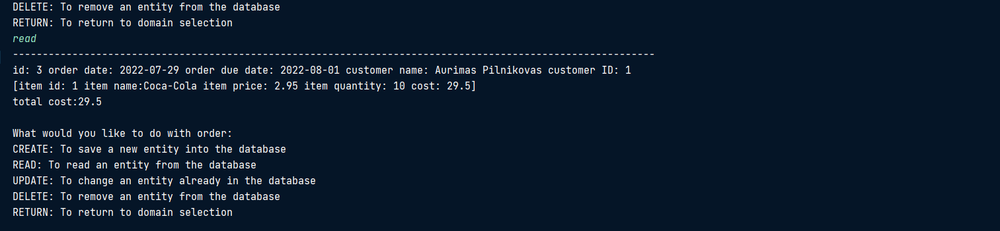 DELETE: To remove an entity from the database
RETURN: To return to domain selection
read
------------------------------------------------------------------------------------------------------------
id: 3 order date: 2022-07-29 order due date: 2022-08-01 customer name: Aurimas Pilnikovas customer ID: 1
[item id: 1 item name:Coca-Cola item price: 2.95 item quantity: 10 cost: 29.5]
total cost:29.5
What would you like to do with order:
CREATE: To save a new entity into the database
READ: To read an entity from the database
UPDATE: To change an entity already in the database
DELETE: To remove an entity from the database
RETURN: To return to domain selection